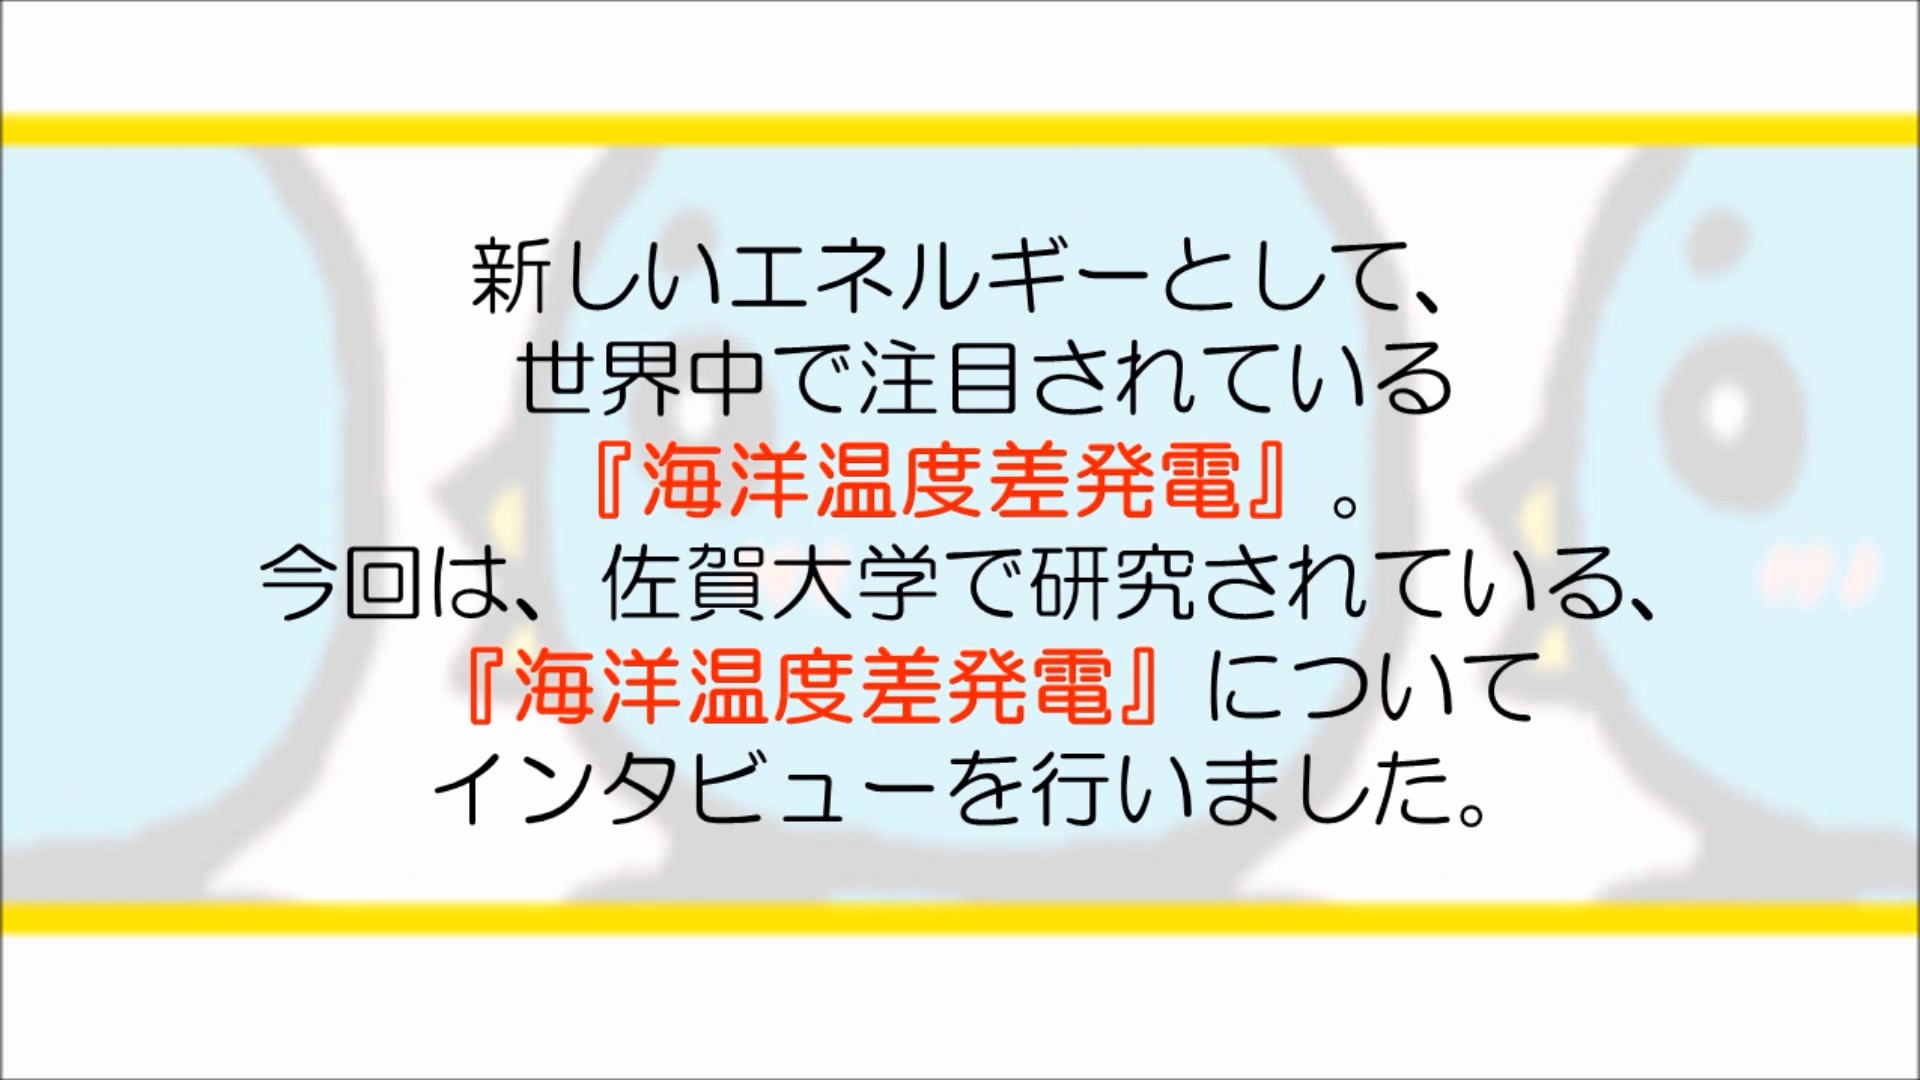 新しいエネルギーとして、
世界中で注目されている
『海洋温度差発電』。
今回は、佐賀大学で研究されている、
『海洋温度差発電』について
インタビューを行いました。